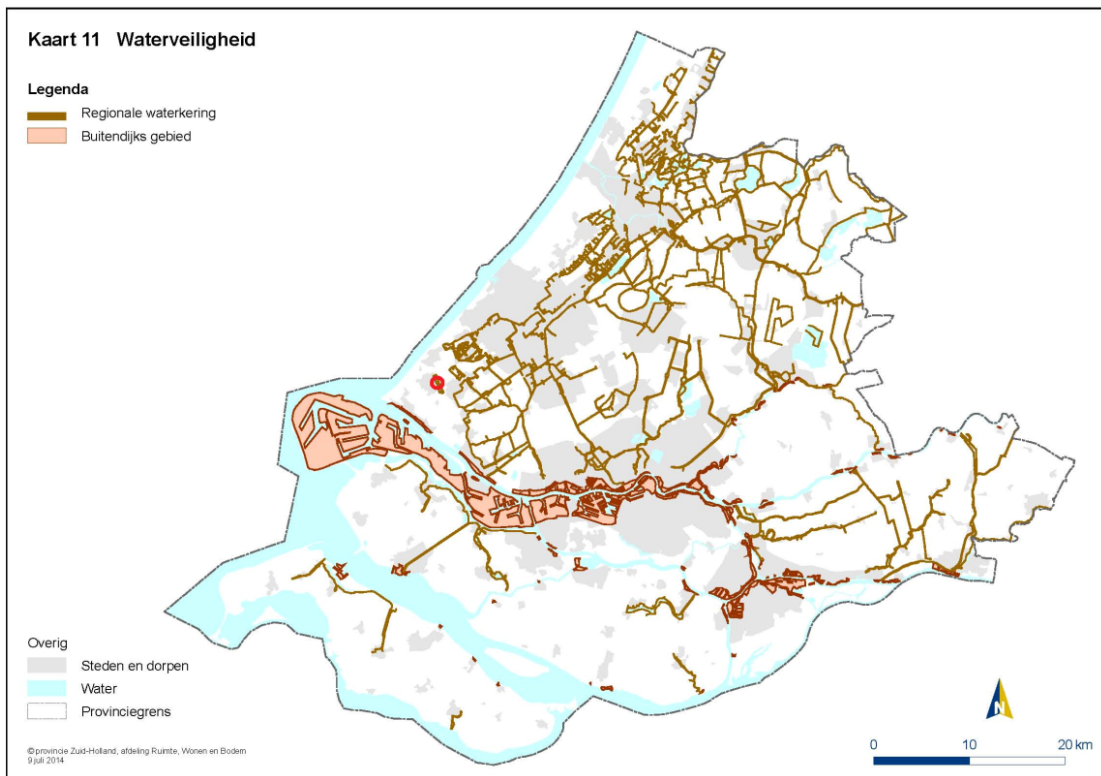 Kaart 11 Waterveiligheid
Legenda
Regionale waterkering
Buitendijks gebied
Overig
Steden en dorpen
Water
Provinciegrens
©provincie Zuid-Holland, afdeling Ruimte, Wonen en Bodem
9 juli 2014
N
0 10 20 km